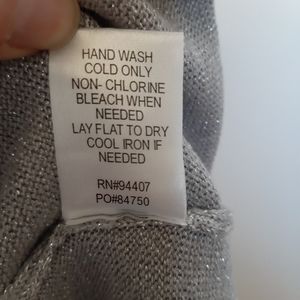 HAND WASH
COLD ONLY
NON- CHLORINE
BLEACH WHEN
NEEDED
LAY FLAT TO DRY
COOL IRON IF
NEEDED
RN#94407
PO#84750